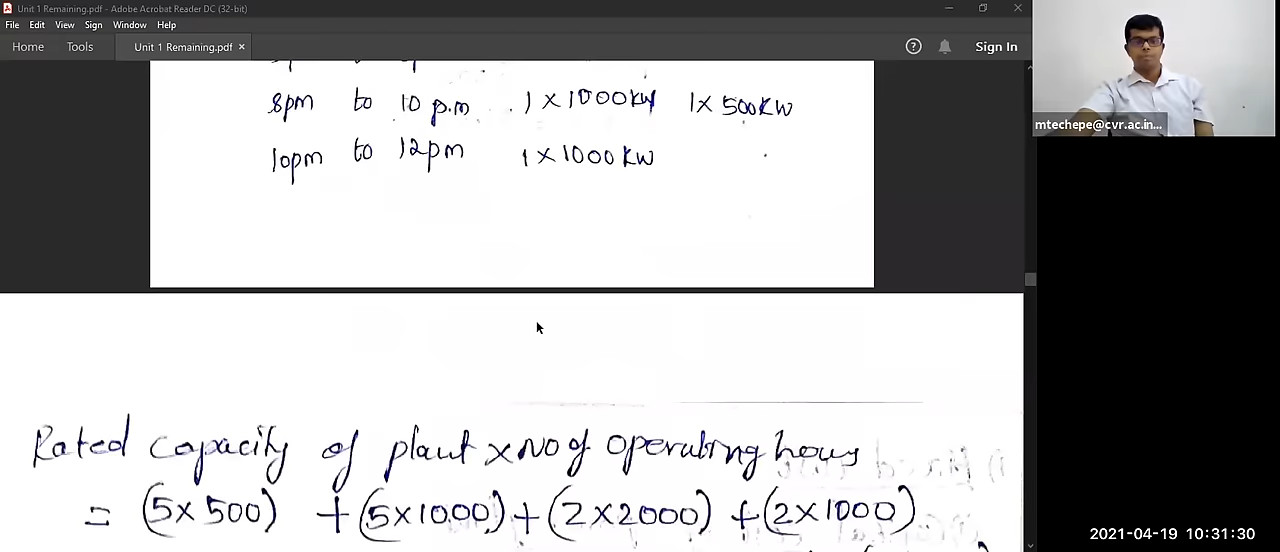 Unit 1 Remaining.pdf - Adobe Acrobat Reader DC (32-bit)
File Edit View Sign Window Help
Home Tools Unit 1 Remaining.pdf × Sign In
8pm to 10 p.m 1 × 1000 kW 1 × 500 KW
10pm to 12pm 1 × 1000 KW
Rated capacity of plant × No of operating hours
= (5 × 500) + (5 × 1000) + (2 × 2000) + (2 × 1000)
mtechepe@cvr.ac.in...
2021-04-19 10:31:30